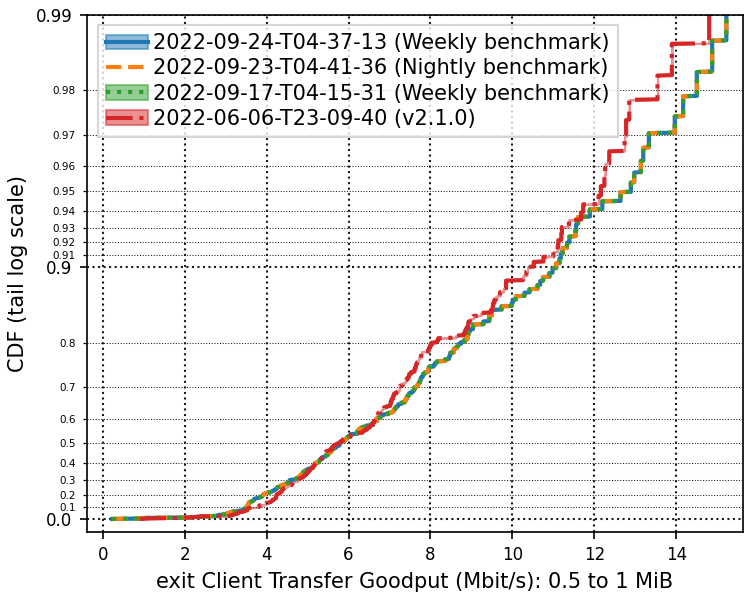 0.99
2022-09-24-T04-37-13 (Weekly benchmark)
2022-09-23-T04-41-36 (Nightly benchmark)
2022-09-17-T04-15-31 (Weekly benchmark)
2022-06-06-T23-09-40 (v2.1.0)
0.98
0.97
0.96
0.95
0.94
0.93
0.92
0.91
0.9
0.8
0.7
0.6
0.5
0.4
0.3
0.2
0.1
0.0
CDF (tail log scale)
0 2 4 6 8 10 12 14
exit Client Transfer Goodput (Mbit/s): 0.5 to 1 MiB